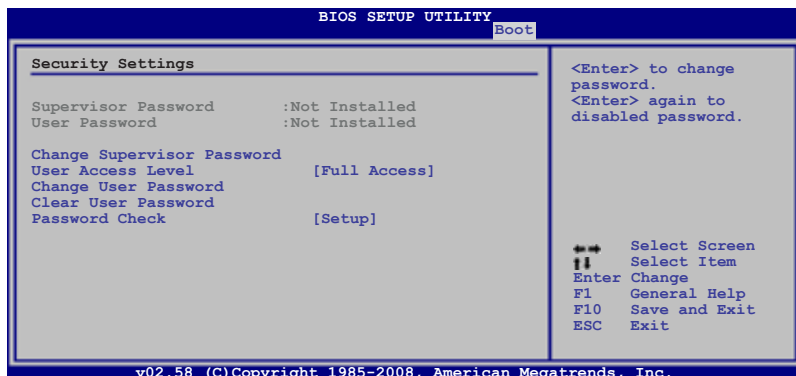 BIOS SETUP UTILITY
Boot
Security Settings
Supervisor Password :Not Installed
User Password :Not Installed
Change Supervisor Password
User Access Level [Full Access]
Change User Password
Clear User Password
Password Check [Setup]
<Enter> to change
password.
<Enter> again to
disabled password.
Select Screen
Select Item
Enter Change
F1 General Help
F10 Save and Exit
ESC Exit
v02.58 (C)Copyright 1985-2008, American Megatrends, Inc.